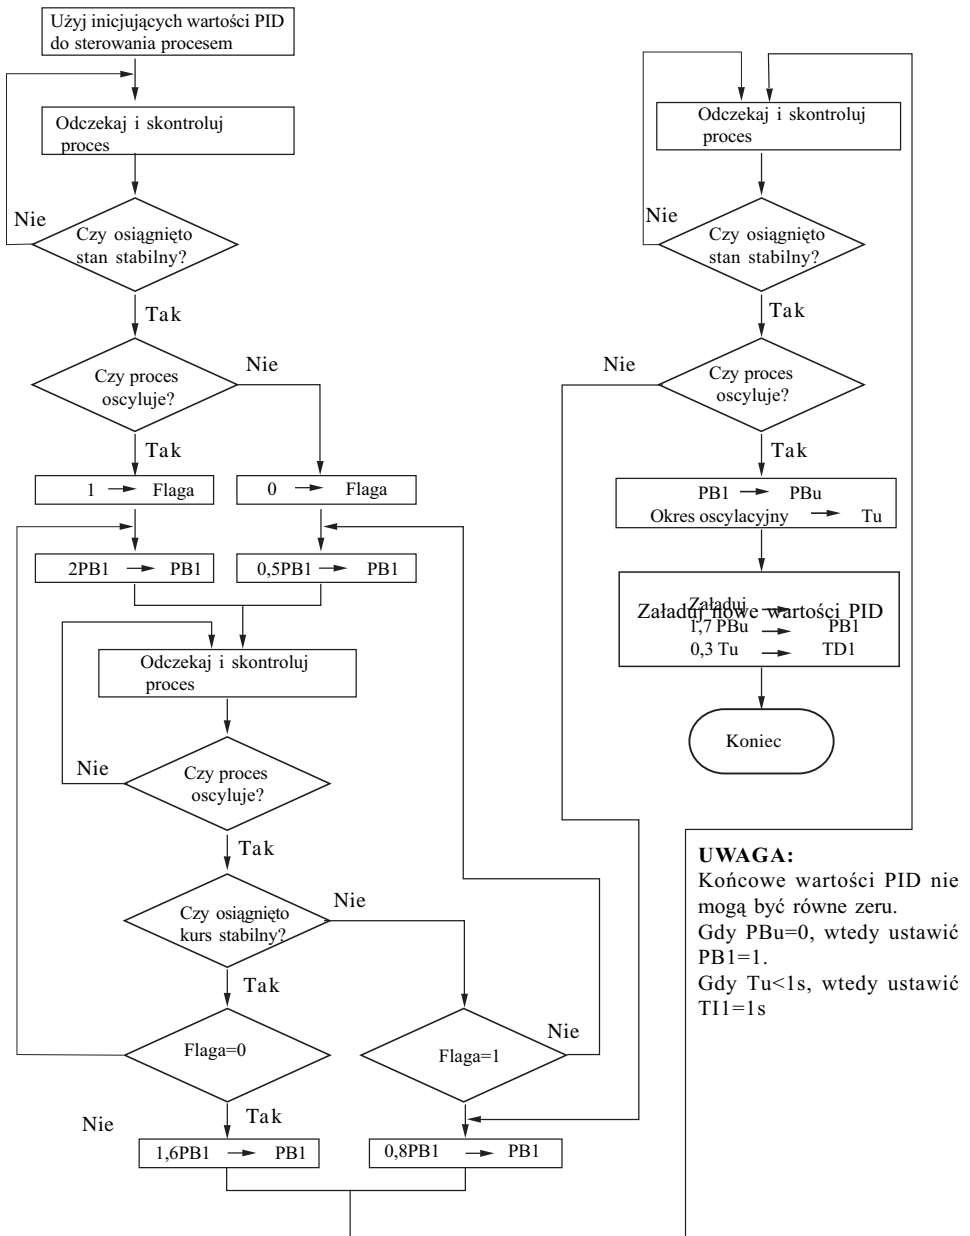 Użyj inicjujących wartości PID
do sterowania procesem
Odczekaj i skontroluj
proces
Nie
Czy osiągnięto
stan stabilny?
Tak
Czy proces
oscyluje?
Nie
Tak
1 → Flaga
0 → Flaga
2PB1 → PB1
0,5PB1 → PB1
Odczekaj i skontroluj
proces
Nie
Czy proces
oscyluje?
Tak
Czy osiągnięto
kurs stabilny?
Nie
Tak
Flaga=0
Flaga=1
Nie
Nie
Tak
1,6PB1 → PB1
0,8PB1 → PB1
Odczekaj i skontroluj
proces
Nie
Czy osiągnięto
stan stabilny?
Tak
Nie
Czy proces
oscyluje?
Tak
PB1 → PBu
Okres oscylacyjny → Tu
Załaduj →
Załaduj nowe wartości PID
1,7 PBu → PB1
0,3 Tu → TD1
Koniec
UWAGA:
Końcowe wartości PID nie
mogą być równe zeru.
Gdy PBu=0, wtedy ustawić
PB1=1.
Gdy Tu<1s, wtedy ustawić
TI1=1s